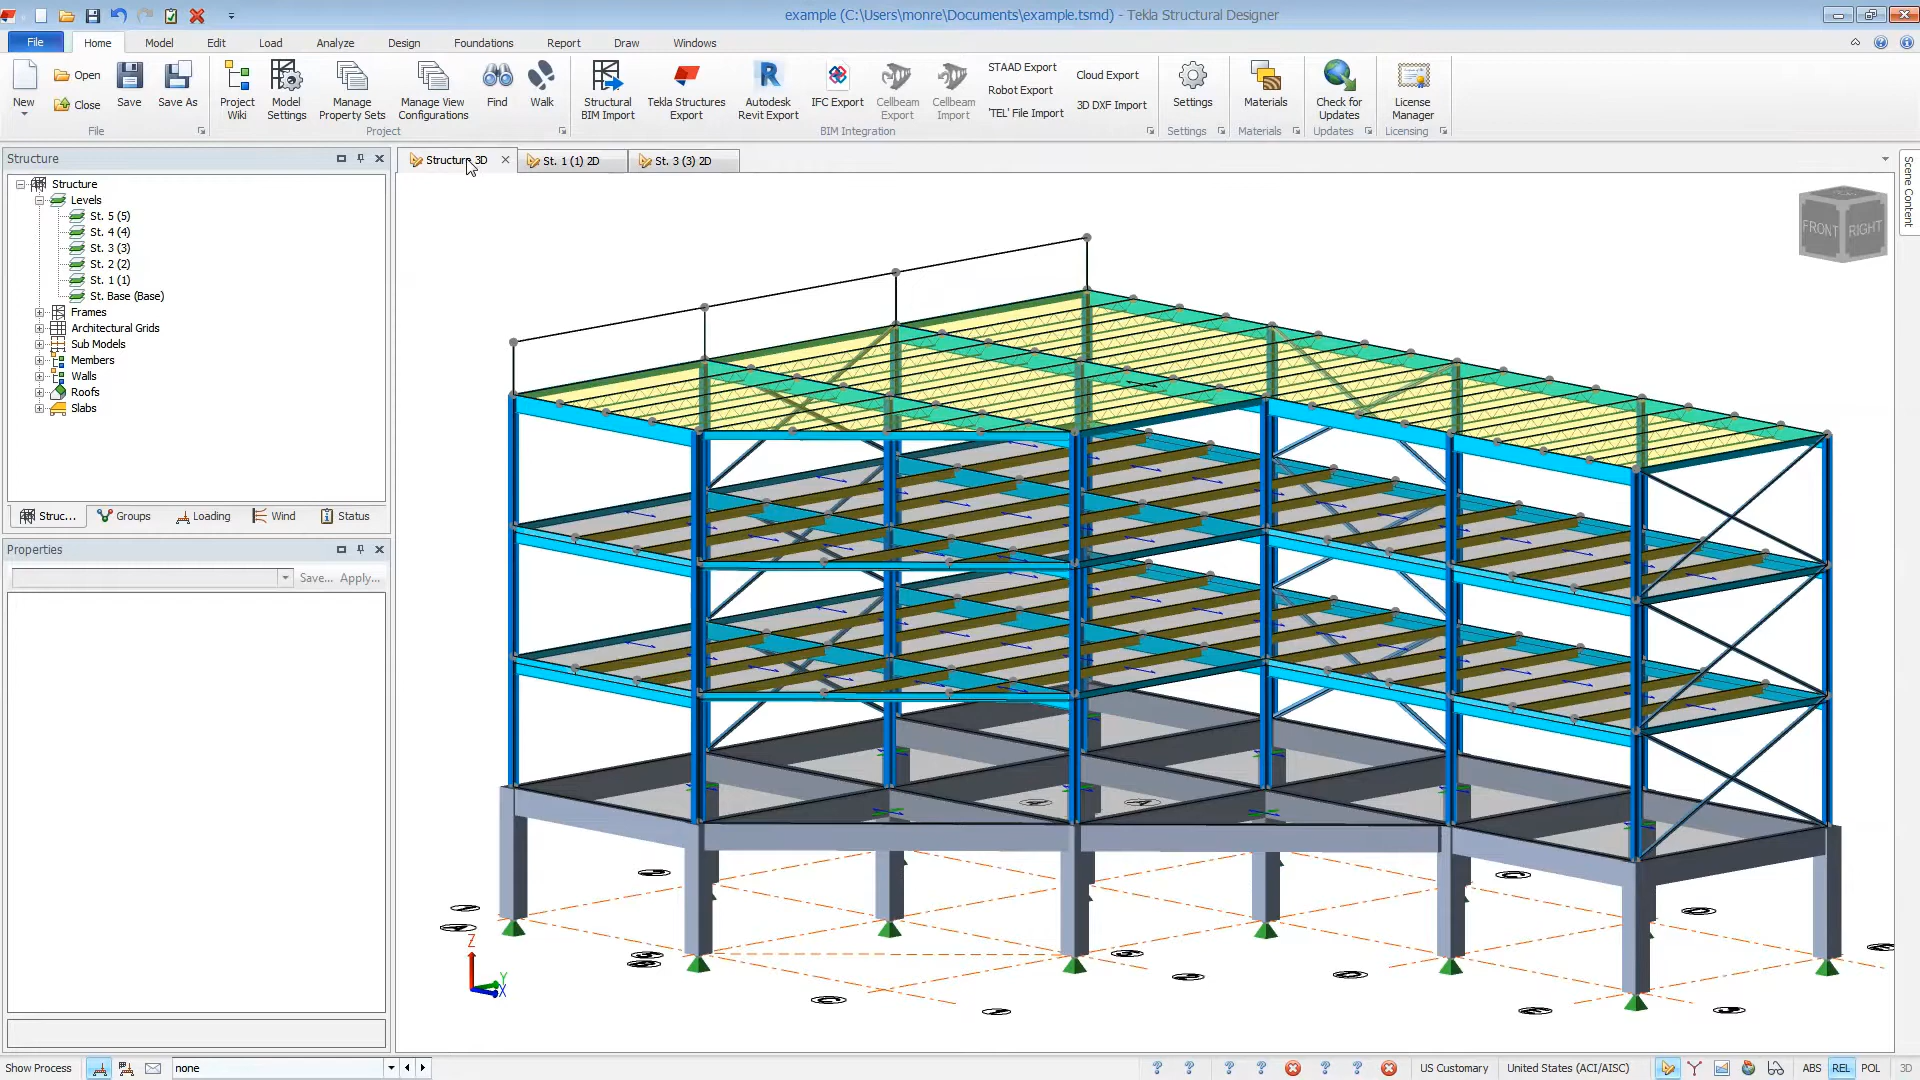 example (C:\Users\monre\Documents\example.tsmd) - Tekla Structural Designer
File
Home
Model
Edit
Load
Analyze
Design
Foundations
Report
Draw
Windows
New
Open
Close
Save
Save As
File
Project Wiki
Model Settings
Manage Property Sets
Manage View Configurations
Find
Walk
Project
Structural BIM Import
Tekla Structures Export
Autodesk Revit Export
IFC Export
Cellbeam Export
Cellbeam Import
STAAD Export
Robot Export
'TEL' File Import
Cloud Export
3D DXF Import
BIM Integration
Settings
Settings
Materials
Materials
Check for Updates
Updates
License Manager
Licensing
Structure
Structure 3D
St. 1 (1) 2D
St. 3 (3) 2D
Scene Content
Structure
Levels
St. 5 (5)
St. 4 (4)
St. 3 (3)
St. 2 (2)
St. 1 (1)
St. Base (Base)
Frames
Architectural Grids
Sub Models
Members
Walls
Roofs
Slabs
Struc...
Groups
Loading
Wind
Status
Properties
Save...
Apply...
FRONT
RIGHT
Z
Y
X
Show Process
none
US Customary
United States (ACI/AISC)
ABS
REL
POL
3D